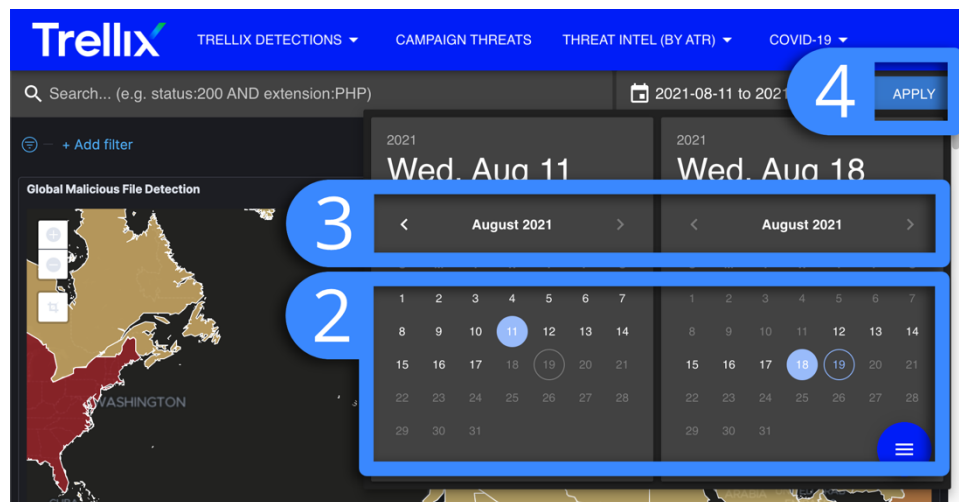 Trellix
TRELLIX DETECTIONS
CAMPAIGN THREATS
THREAT INTEL (BY ATR)
COVID-19
Search... (e.g. status:200 AND extension:PHP)
2021-08-11 to 2021
4
APPLY
+ Add filter
2021
Wed, Aug 11
2021
Wed, Aug 18
Global Malicious File Detection
3
August 2021
August 2021
2
1 2 3 4 5 6 7
8 9 10 11 12 13 14
15 16 17 18 19 20 21
22 23 24 25 26 27 28
29 30 31
1 2 3 4 5 6 7
8 9 10 11 12 13 14
15 16 17 18 19 20 21
22 23 24 25 26 27 28
29 30 31
WASHINGTON
CUBA
ARABIA